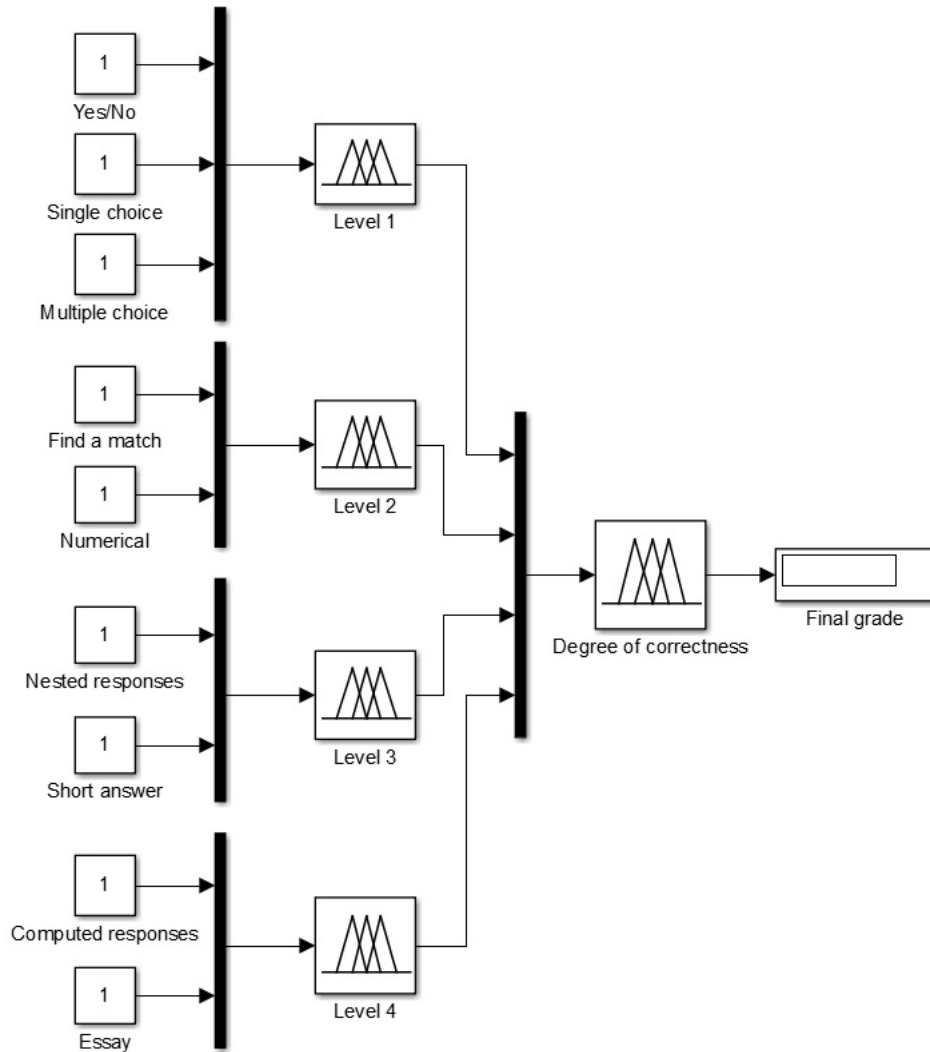 1
Yes/No
1
Single choice
1
Multiple choice
Level 1
1
Find a match
1
Numerical
Level 2
1
Nested responses
1
Short answer
Level 3
1
Computed responses
1
Essay
Level 4
Degree of correctness
Final grade